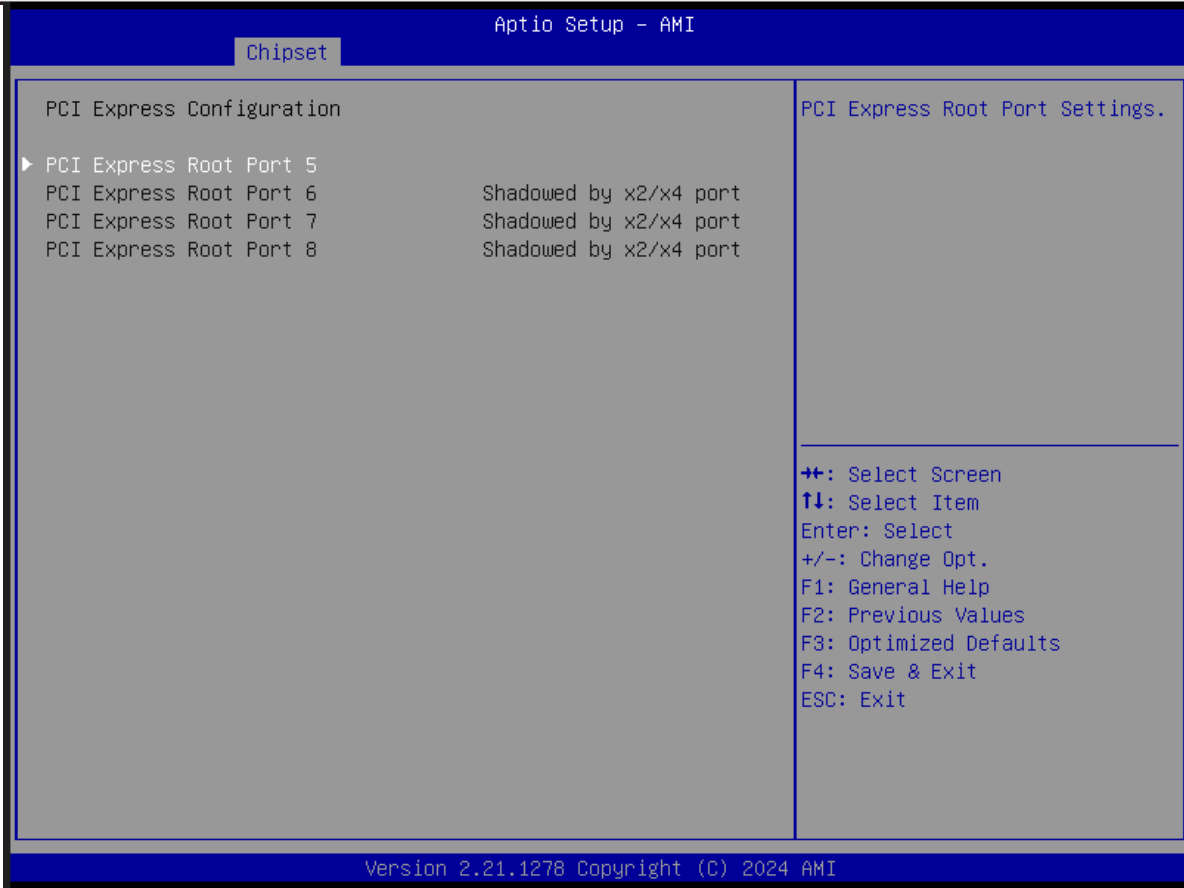 Aptio Setup - AMI
Chipset
PCI Express Configuration
PCI Express Root Port 5
PCI Express Root Port 6 Shadowed by x2/x4 port
PCI Express Root Port 7 Shadowed by x2/x4 port
PCI Express Root Port 8 Shadowed by x2/x4 port
PCI Express Root Port Settings.
→←: Select Screen
↑↓: Select Item
Enter: Select
+/-: Change Opt.
F1: General Help
F2: Previous Values
F3: Optimized Defaults
F4: Save & Exit
ESC: Exit
Version 2.21.1278 Copyright (C) 2024 AMI